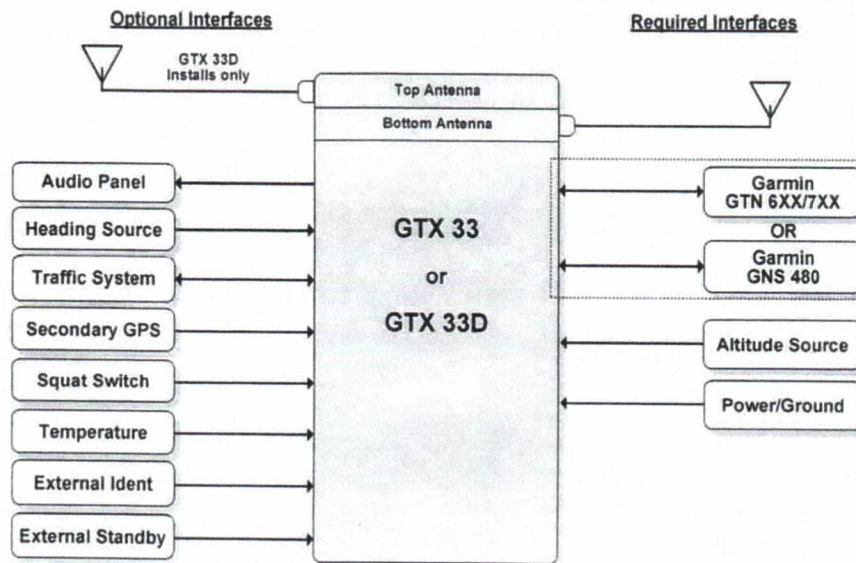 Optional Interfaces
Required Interfaces
GTX 33D
Installs only
Top Antenna
Bottom Antenna
Audio Panel
Heading Source
Traffic System
Secondary GPS
Squat Switch
Temperature
External Ident
External Standby
GTX 33
or
GTX 33D
Garmin
GTN 6XX/7XX
OR
Garmin
GNS 480
Altitude Source
Power/Ground